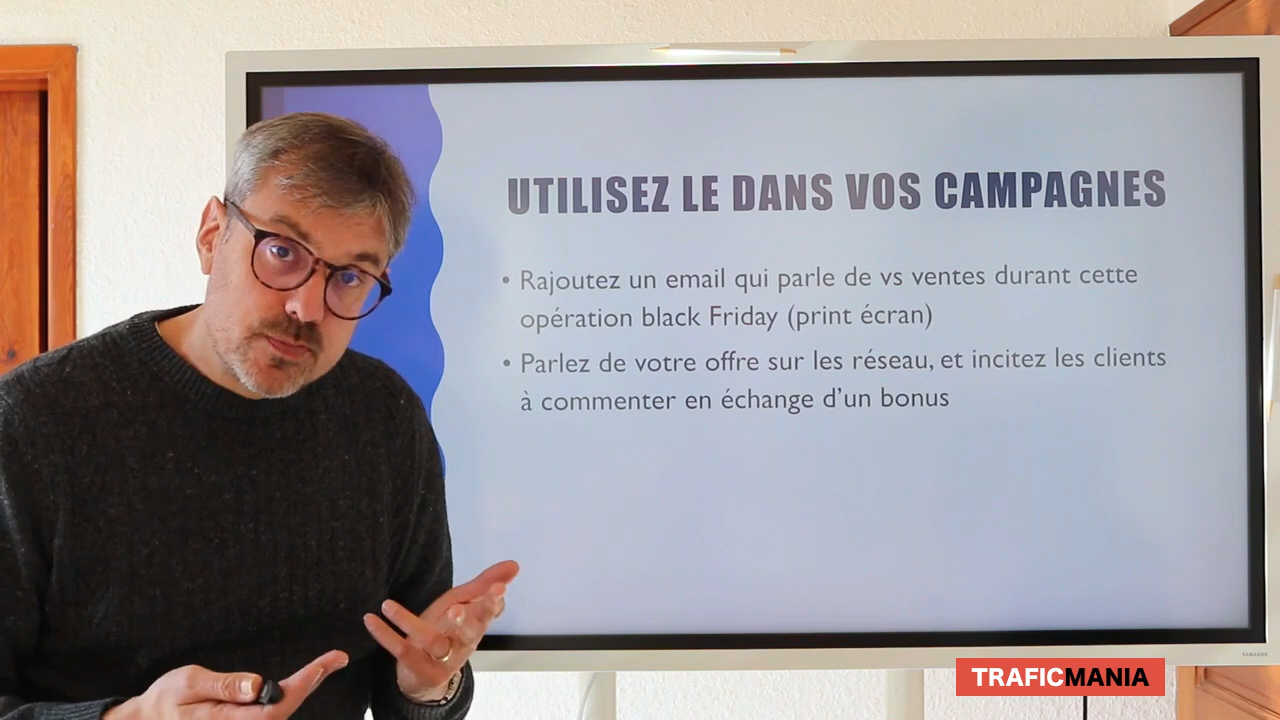 UTILISEZ LE DANS VOS CAMPAGNES
• Rajoutez un email qui parle de vs ventes durant cette
opération black Friday (print écran)
• Parlez de votre offre sur les réseau, et incitez les clients
à commenter en échange d'un bonus
SAMSUNG
TRAFICMANIA